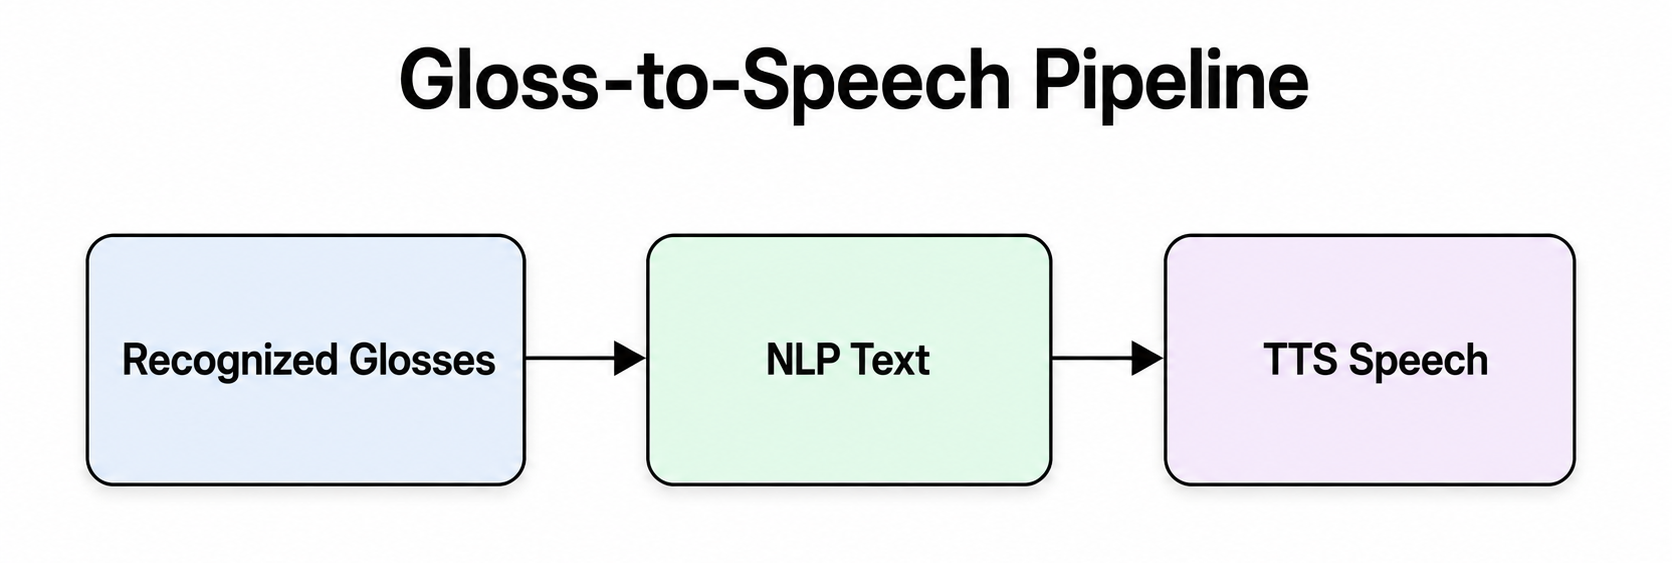 Gloss-to-Speech Pipeline
Recognized Glosses
NLP Text
TTS Speech